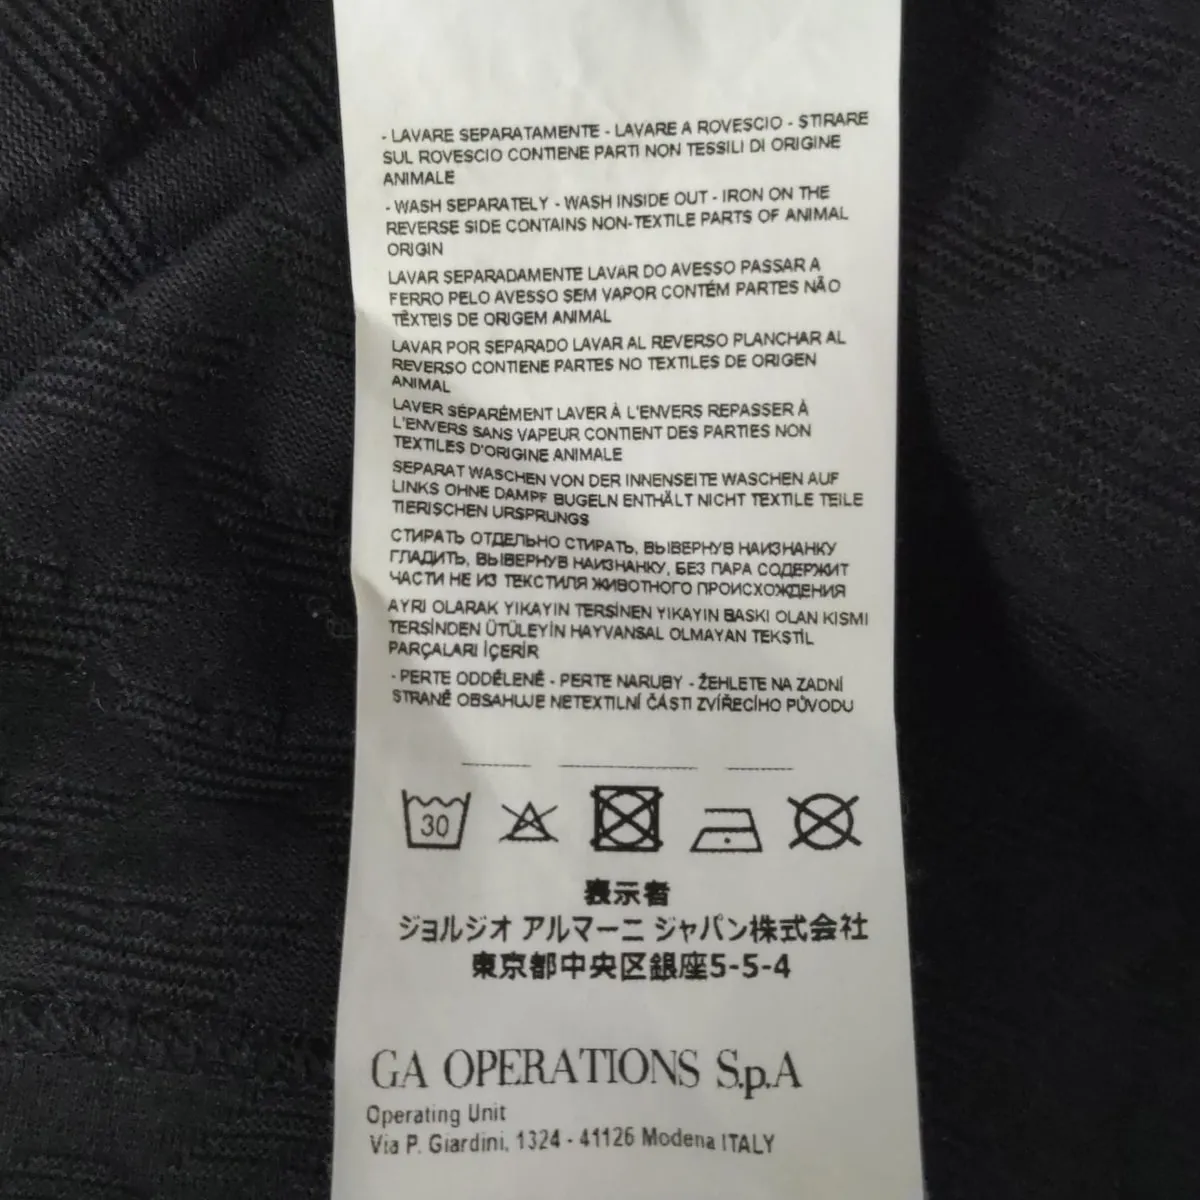 - LAVARE SEPARATAMENTE - LAVARE A ROVESCIO - STIRARE
SUL ROVESCIO CONTIENE PARTI NON TESSILI DI ORIGINE
ANIMALE
- WASH SEPARATELY - WASH INSIDE OUT - IRON ON THE
REVERSE SIDE CONTAINS NON-TEXTILE PARTS OF ANIMAL
ORIGIN
LAVAR SEPARADAMENTE LAVAR DO AVESSO PASSAR A
FERRO PELO AVESSO SEM VAPOR CONTÉM PARTES NÃO
TÊXTEIS DE ORIGEM ANIMAL
LAVAR POR SEPARADO LAVAR AL REVERSO PLANCHAR AL
REVERSO CONTIENE PARTES NO TEXTILES DE ORIGEN
ANIMAL
LAVER SÉPARÉMENT LAVER À L'ENVERS REPASSER À
L'ENVERS SANS VAPEUR CONTIENT DES PARTIES NON
TEXTILES D'ORIGINE ANIMALE
SEPARAT WASCHEN VON DER INNENSEITE WASCHEN AUF
LINKS OHNE DAMPF BUGELN ENTHÄLT NICHT TEXTILE TEILE
TIERISCHEN URSPRUNGS
СТИРАТЬ ОТДЕЛЬНО СТИРАТЬ, ВЫВЕРНУВ НАИЗНАНКУ
ГЛАДИТЬ, ВЫВЕРНУВ НАИЗНАНКУ, БЕЗ ПАРА СОДЕРЖИТ
ЧАСТИ НЕ ИЗ ТЕКСТИЛЯ ЖИВОТНОГО ПРОИСХОЖДЕНИЯ
AYRI OLARAK YIKAYIN TERSİNEN YIKAYIN BASKI OLAN KISMI
TERSİNDEN ÜTÜLEYİN HAYVANSAL OLMAYAN TEKSTİL
PARÇALARI İÇERİR
- PERTE ODDĚLENĚ - PERTE NARUBY - ŽEHLETE NA ZADNÍ
STRANĚ OBSAHUJE NETEXTILNÍ ČÁSTI ZVÍŘECÍHO PŮVODU
30
表示者
ジョルジオ アルマーニ ジャパン株式会社
東京都中央区銀座5-5-4
GA OPERATIONS S.p.A
Operating Unit
Via P. Giardini, 1324 - 41126 Modena ITALY